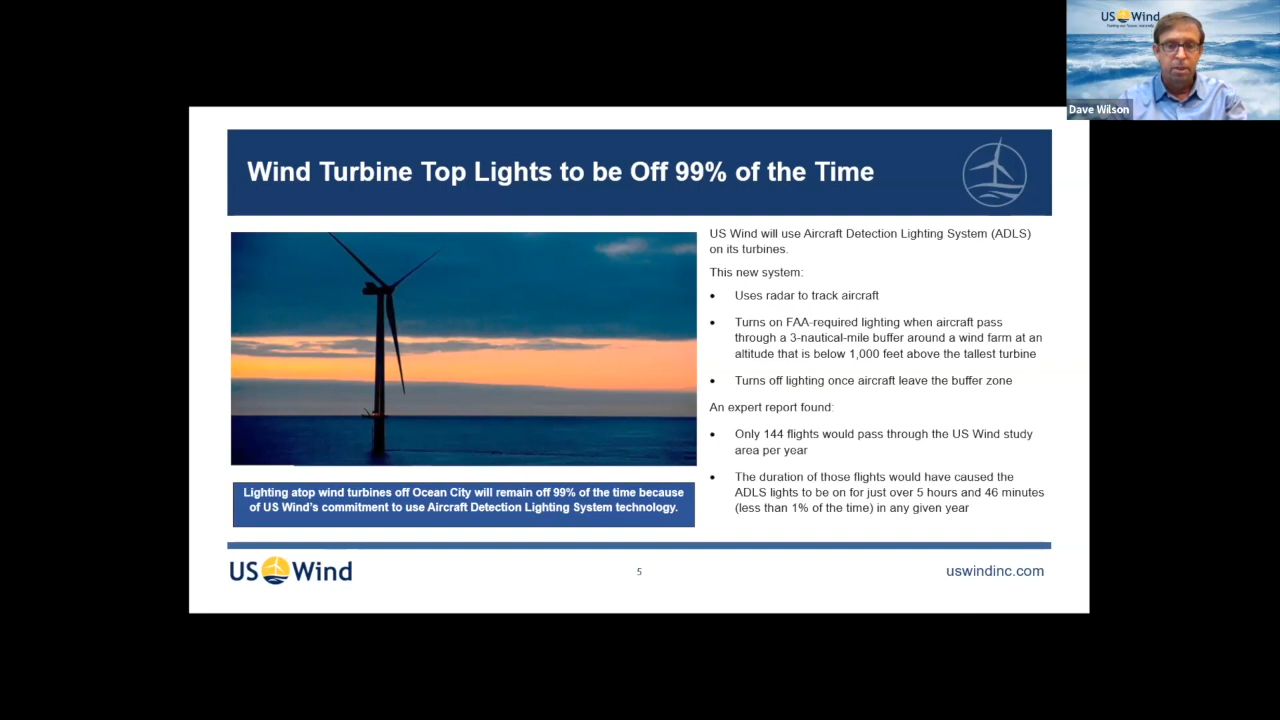 US Wind
Dave Wilson
Wind Turbine Top Lights to be Off 99% of the Time
US Wind will use Aircraft Detection Lighting System (ADLS)
on its turbines.
This new system:
• Uses radar to track aircraft
• Turns on FAA-required lighting when aircraft pass
through a 3-nautical-mile buffer around a wind farm at an
altitude that is below 1,000 feet above the tallest turbine
• Turns off lighting once aircraft leave the buffer zone
An expert report found:
• Only 144 flights would pass through the US Wind study
area per year
• The duration of those flights would have caused the
ADLS lights to be on for just over 5 hours and 46 minutes
(less than 1% of the time) in any given year
Lighting atop wind turbines off Ocean City will remain off 99% of the time because
of US Wind's commitment to use Aircraft Detection Lighting System technology.
US Wind
5
uswindinc.com